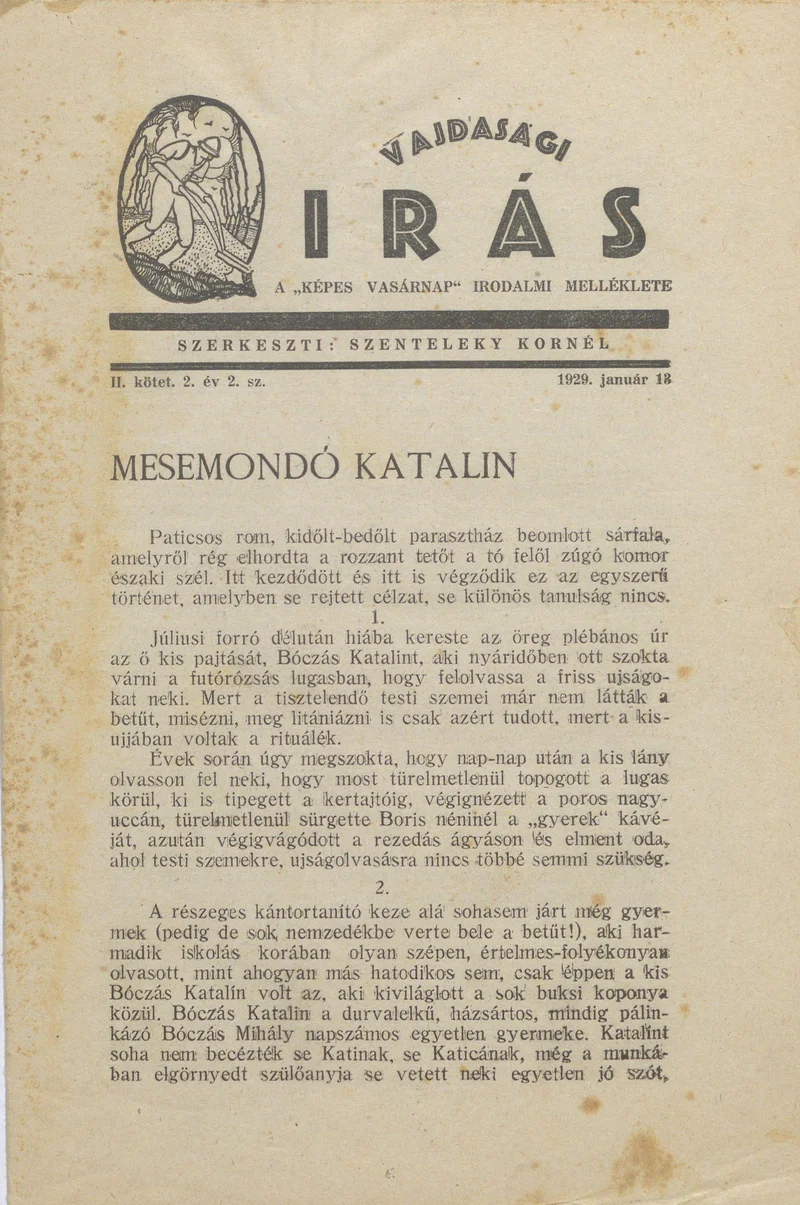 VAJDASÁGI
IRÁS
A „KÉPES VASÁRNAP“ IRODALMI MELLÉKLETE
SZERKESZTI: SZENTELEKY KORNÉL
II. kötet. 2. év 2. sz.
1929. január 13
MESEMONDÓ KATALIN
Paticsos rom, kidőlt-bedőlt parasztház beomlott sárfala,
amelyről rég elhordta a rozzant tetőt a tó felől zúgó komor
északi szél. Itt kezdődött és itt is végződik ez az egyszerű
történet, amelyben se rejtett célzat, se különös tanulság nincs.
1.
Júliusi forró délután hiába kereste az öreg plébános úr
az ő kis pajtását, Bóczás Katalint, aki nyáridőben ott szokta
várni a futórózsás lugasban, hogy felolvassa a friss ujságo-
kat neki. Mert a tisztelendő testi szemei már nem látták a
betűt, misézni, meg litániázni is csak azért tudott, mert a kis-
ujjában voltak a rituálék.
Évek során úgy megszokta, hogy nap-nap után a kis lány
olvasson fel neki, hogy most türelmetlenül topogott a lugas
körül, ki is tipegett a kertajtóig, végignézett a poros nagy-
uccán, türelmetlenül sürgette Boris néninél a „gyerek“ kávé-
ját, azután végigvágódott a rezedás ágyáson és elment oda,
ahol testi szemekre, ujságolvasásra nincs többé semmi szükség.
2.
A részeges kántortanító keze alá sohasem járt még gyer-
mek (pedig de sok nemzedékbe verte bele a betűt!), aki har-
madik iskolás korában olyan szépen, értelmes-folyékonyan
olvasott, mint ahogyan más hatodikos sem, csak éppen a kis
Bóczás Katalin volt az, aki kiviláglott a sok buksi koponya
közül. Bóczás Katalin a durvalelkű, házsártos, mindig pálin-
kázó Bóczás Mihály napszámos egyetlen gyermeke. Katalint
soha nem becézték se Katinak, se Katicának, még a munká-
ban elgörnyedt szülőanyja se vetett neki egyetlen jó szót,